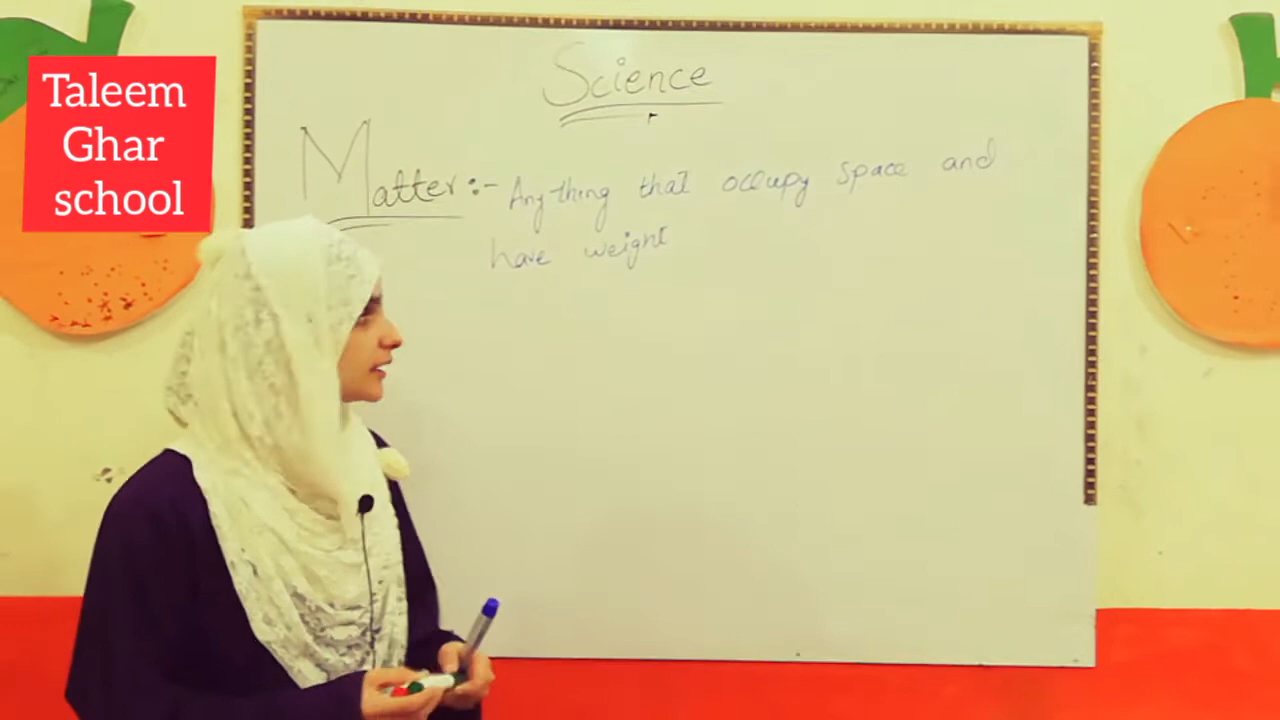 Taleem
Ghar
school
Science
Matter:- Anything that occupy space and
have weight